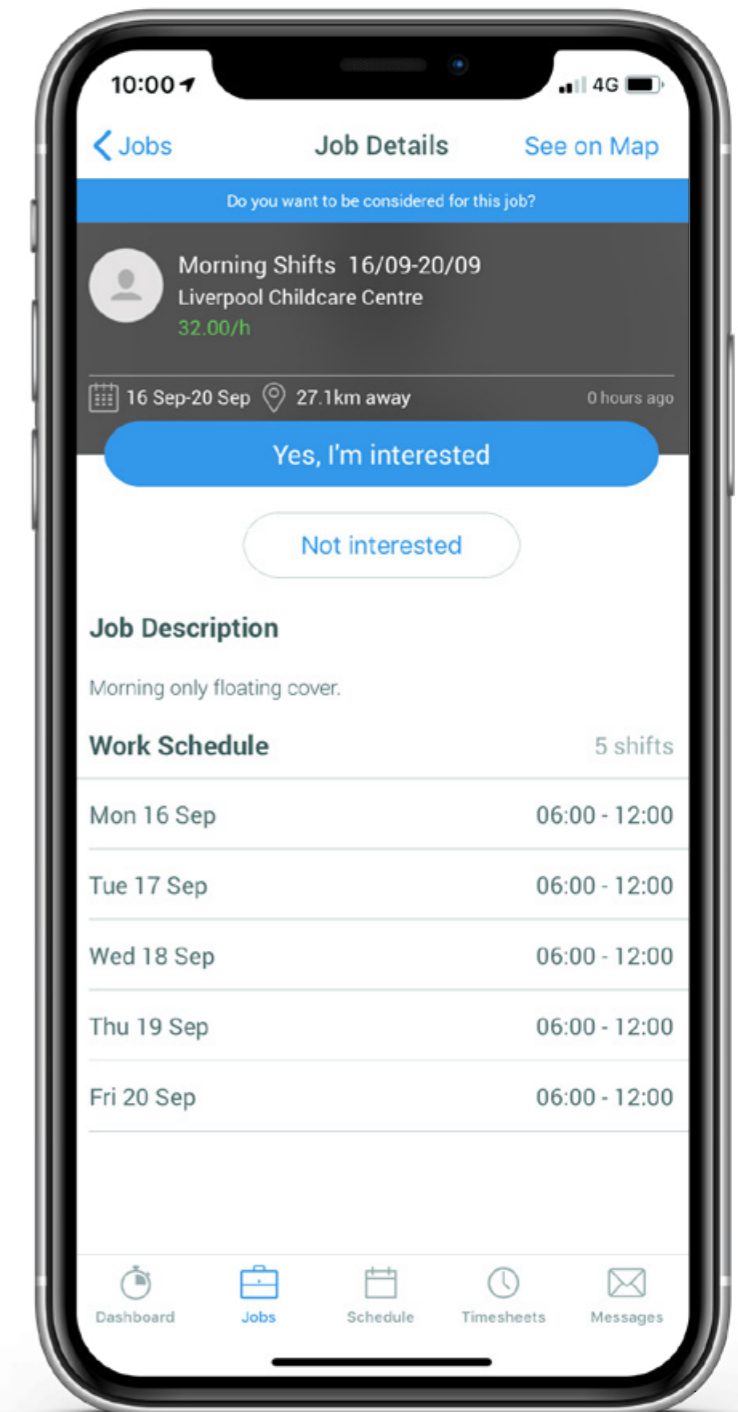 10:00 4G
Jobs Job Details See on Map
Do you want to be considered for this job?
Morning Shifts 16/09-20/09
Liverpool Childcare Centre
32.00/h
16 Sep-20 Sep 27.1km away 0 hours ago
Yes, I'm interested
Not interested
Job Description
Morning only floating cover.
Work Schedule 5 shifts
Mon 16 Sep 06:00 - 12:00
Tue 17 Sep 06:00 - 12:00
Wed 18 Sep 06:00 - 12:00
Thu 19 Sep 06:00 - 12:00
Fri 20 Sep 06:00 - 12:00
Dashboard Jobs Schedule Timesheets Messages